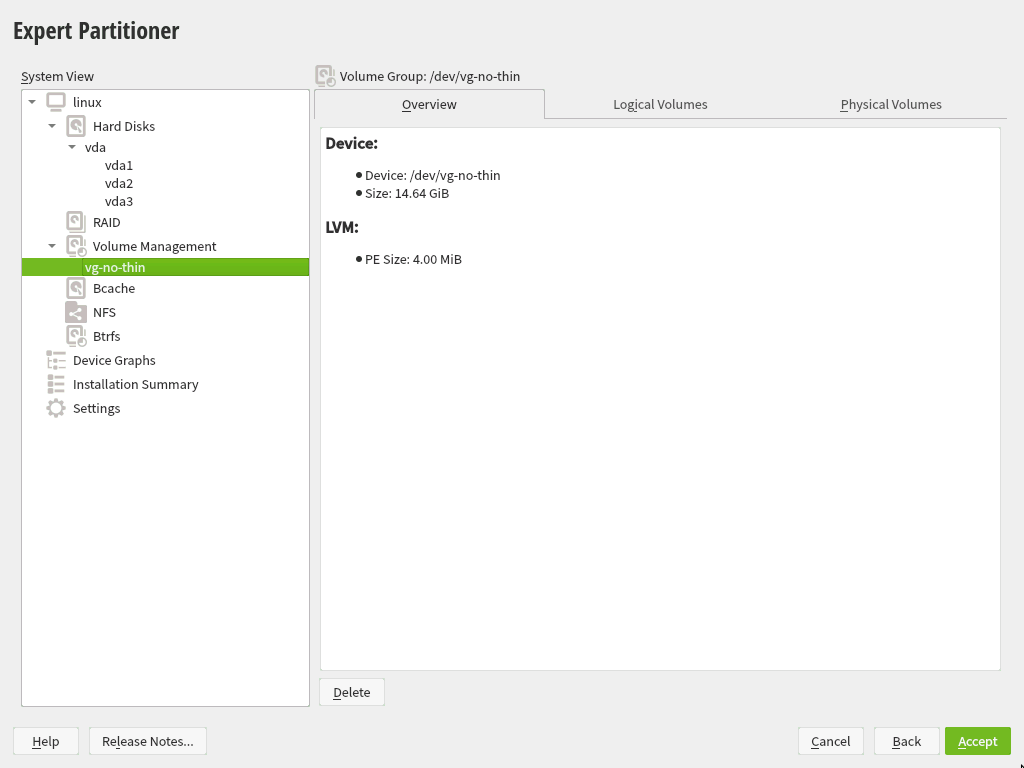 Expert Partitioner
System View
linux
Hard Disks
vda
vda1
vda2
vda3
RAID
Volume Management
vg-no-thin
Bcache
NFS
Btrfs
Device Graphs
Installation Summary
Settings
Volume Group: /dev/vg-no-thin
Overview Logical Volumes Physical Volumes
Device:
Device: /dev/vg-no-thin
Size: 14.64 GiB
LVM:
PE Size: 4.00 MiB
Delete
Help Release Notes... Cancel Back Accept